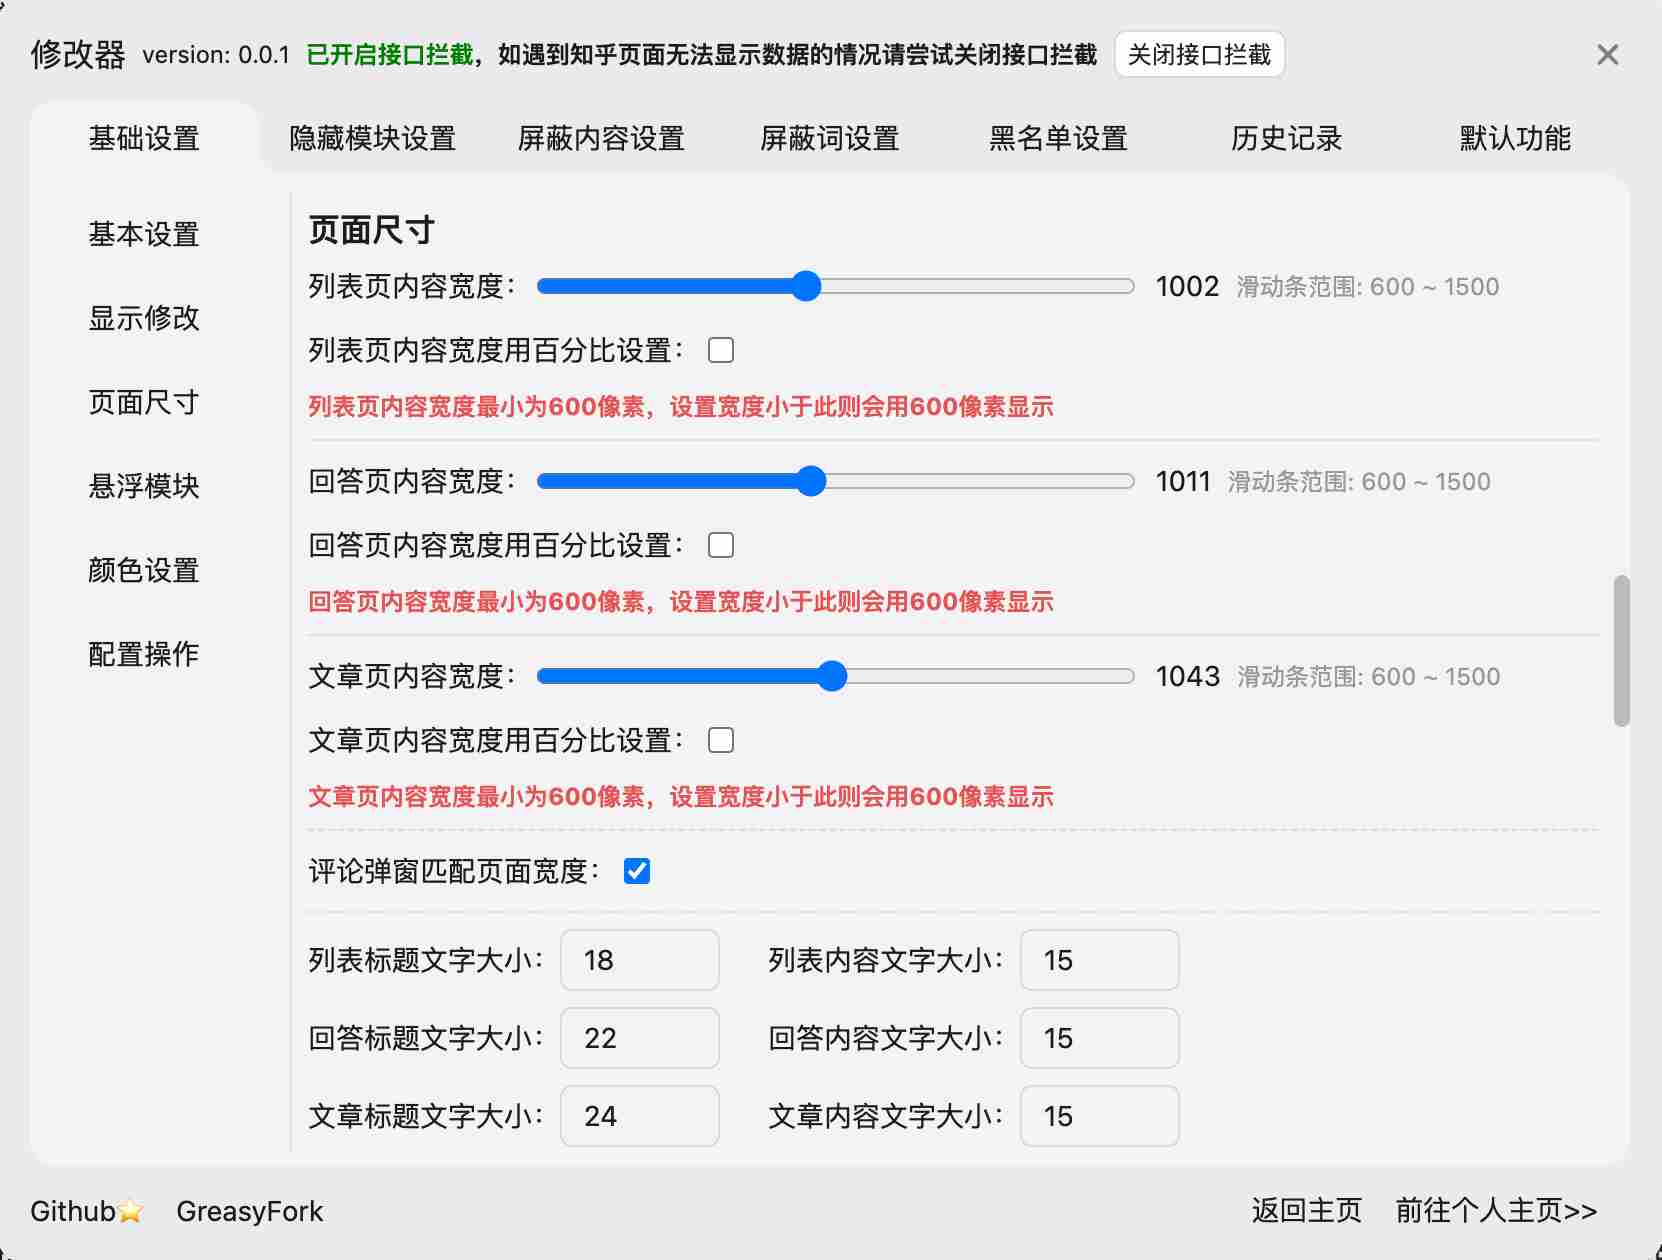 修改器 version: 0.0.1 已开启接口拦截，如遇到知乎页面无法显示数据的情况请尝试关闭接口拦截 关闭接口拦截
基础设置 隐藏模块设置 屏蔽内容设置 屏蔽词设置 黑名单设置 历史记录 默认功能
基本设置
显示修改
页面尺寸
悬浮模块
颜色设置
配置操作
页面尺寸
列表页内容宽度： 1002 滑动条范围: 600 ~ 1500
列表页内容宽度用百分比设置：
列表页内容宽度最小为600像素，设置宽度小于此则会用600像素显示
回答页内容宽度： 1011 滑动条范围: 600 ~ 1500
回答页内容宽度用百分比设置：
回答页内容宽度最小为600像素，设置宽度小于此则会用600像素显示
文章页内容宽度： 1043 滑动条范围: 600 ~ 1500
文章页内容宽度用百分比设置：
文章页内容宽度最小为600像素，设置宽度小于此则会用600像素显示
评论弹窗匹配页面宽度：
列表标题文字大小： 18 列表内容文字大小： 15
回答标题文字大小： 22 回答内容文字大小： 15
文章标题文字大小： 24 文章内容文字大小： 15
Github⭐ GreasyFork 返回主页 前往个人主页>>